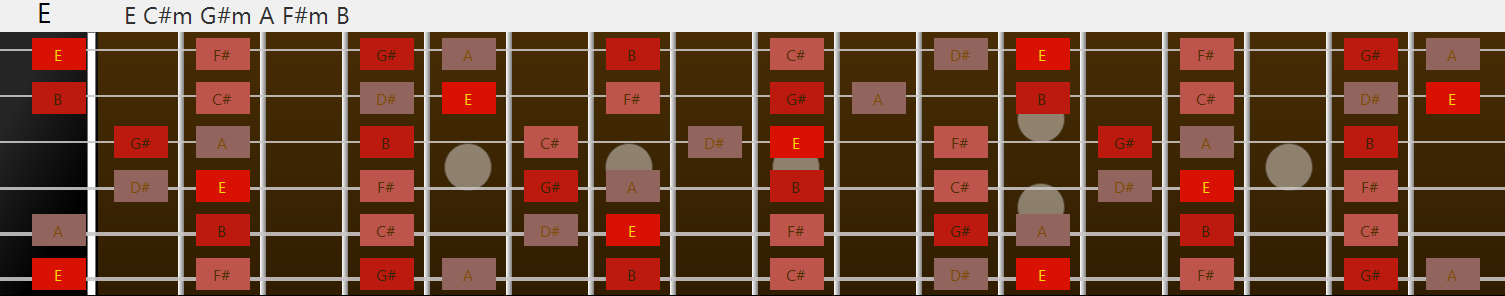 E E C#m G#m A F#m B
E F# G# A B C# D# E F# G# A
B C# D# E F# G# A B C# D# E
G# A B C# D# E F# G# A B
D# E F# G# A B C# D# E F#
A B C# D# E F# G# A B C#
E F# G# A B C# D# E F# G# A